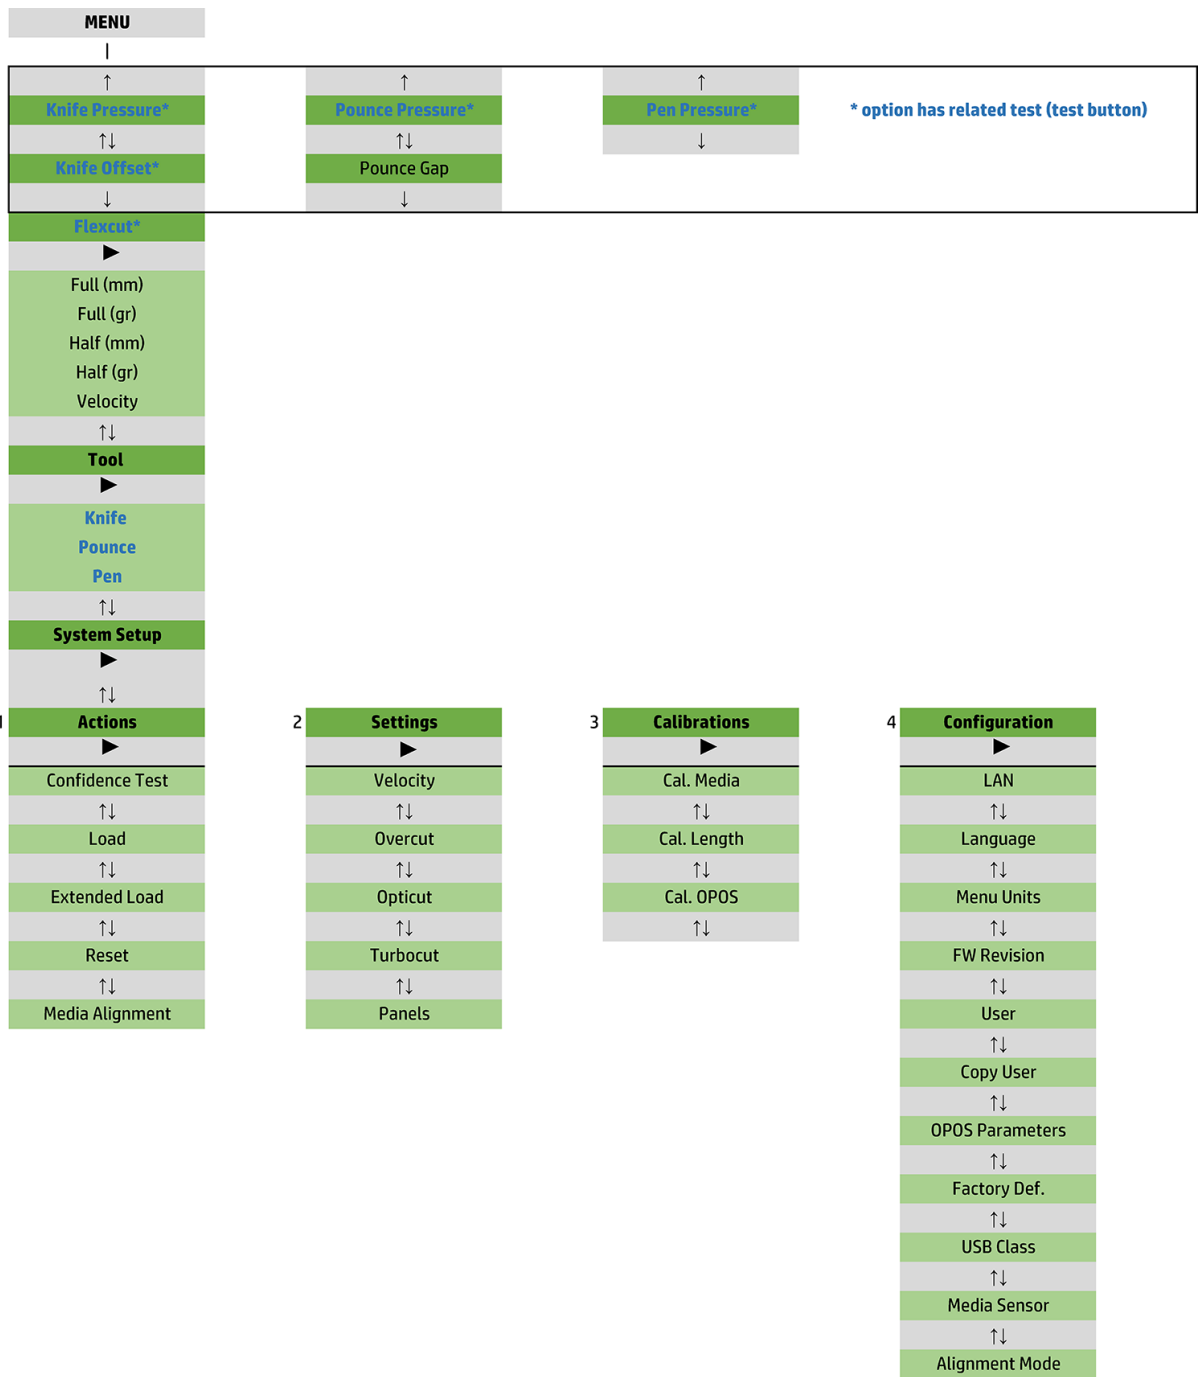 MENU
Knife Pressure*
Pounce Pressure*
Pen Pressure*
* option has related test (test button)
Knife Offset*
Pounce Gap
Flexcut*
Full (mm)
Full (gr)
Half (mm)
Half (gr)
Velocity
Tool
Knife
Pounce
Pen
System Setup
1 Actions
Confidence Test
Load
Extended Load
Reset
Media Alignment
2 Settings
Velocity
Overcut
Opticut
Turbocut
Panels
3 Calibrations
Cal. Media
Cal. Length
Cal. OPOS
4 Configuration
LAN
Language
Menu Units
FW Revision
User
Copy User
OPOS Parameters
Factory Def.
USB Class
Media Sensor
Alignment Mode